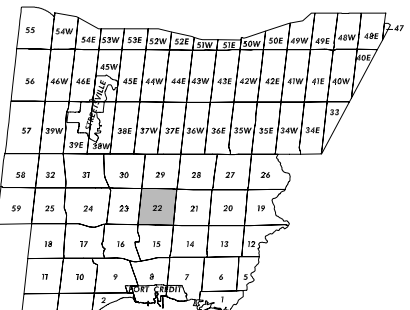 55 54W 54E 53W 53E 52W 52E 51W 51E 50W 50E 49W 49E 48W 48E 47
40E
45W
56 46W 46E 45E 44W 44E 43W 43E 42W 42E 41W 41E 40W
STREETSVILLE
33
57 39W 38E 37W 37E 36W 36E 35W 35E 34W 34E
39E 38W
58 32 31 30 29 28 27 26
59 25 24 23 22 21 20 19
18 17 16 15 14 13 12
11 10 9 8 7 6 5
PORT CREDIT
2 1